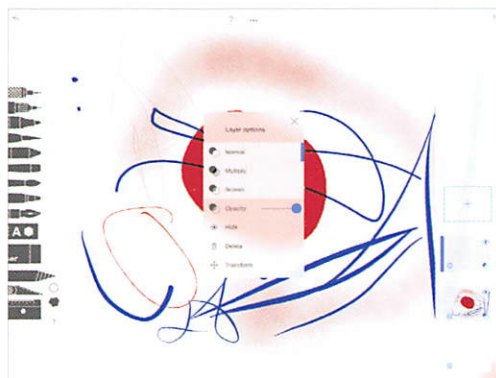 Layer options
Normal
Multiply
Screen
Opacity
Hide
Delete
Transform
A